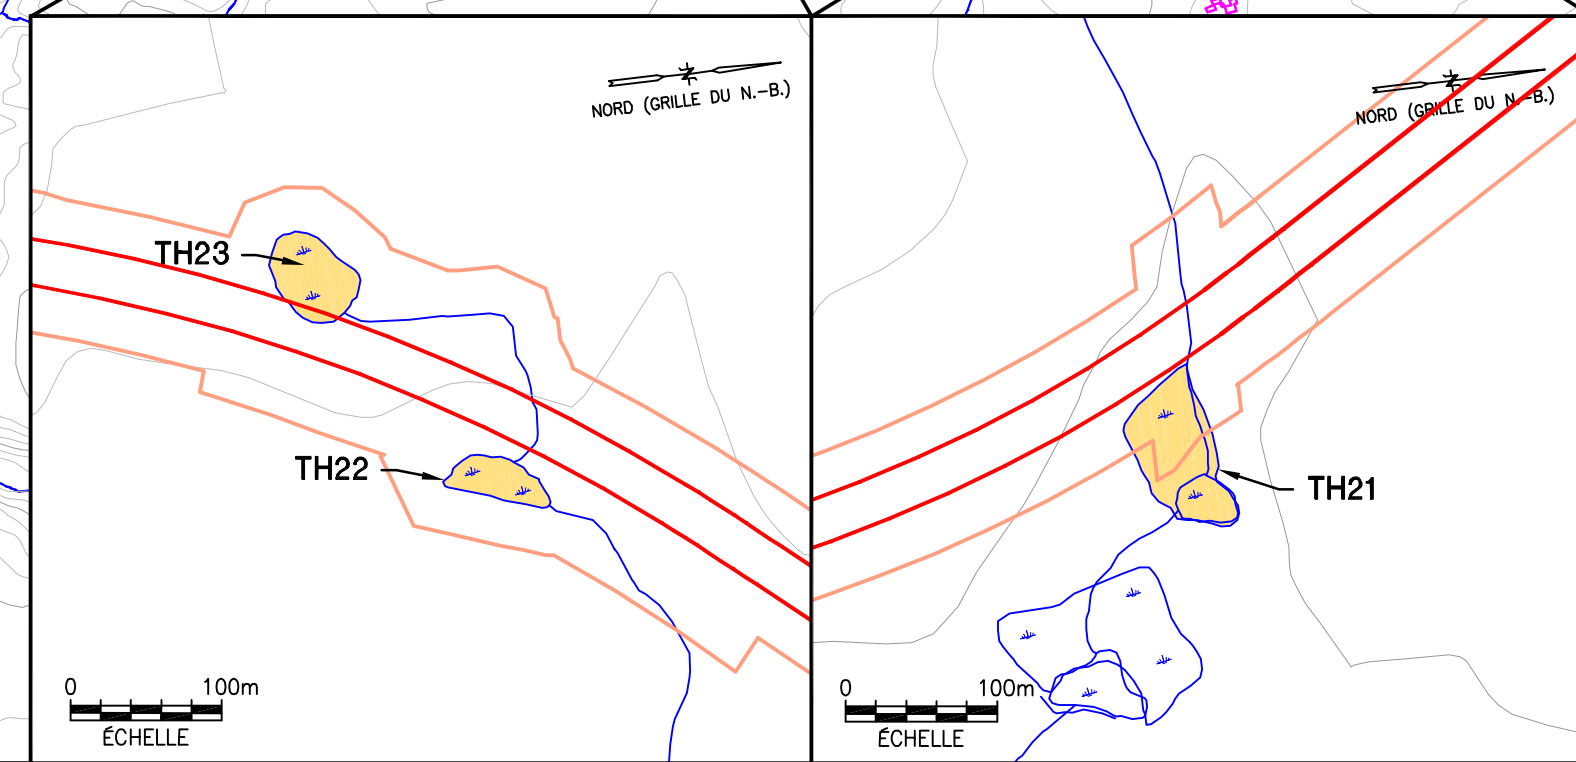 NORD (GRILLE DU N.-B.)
TH23
TH22
0 100m
ÉCHELLE
NORD (GRILLE DU N.-B.)
TH21
0 100m
ÉCHELLE